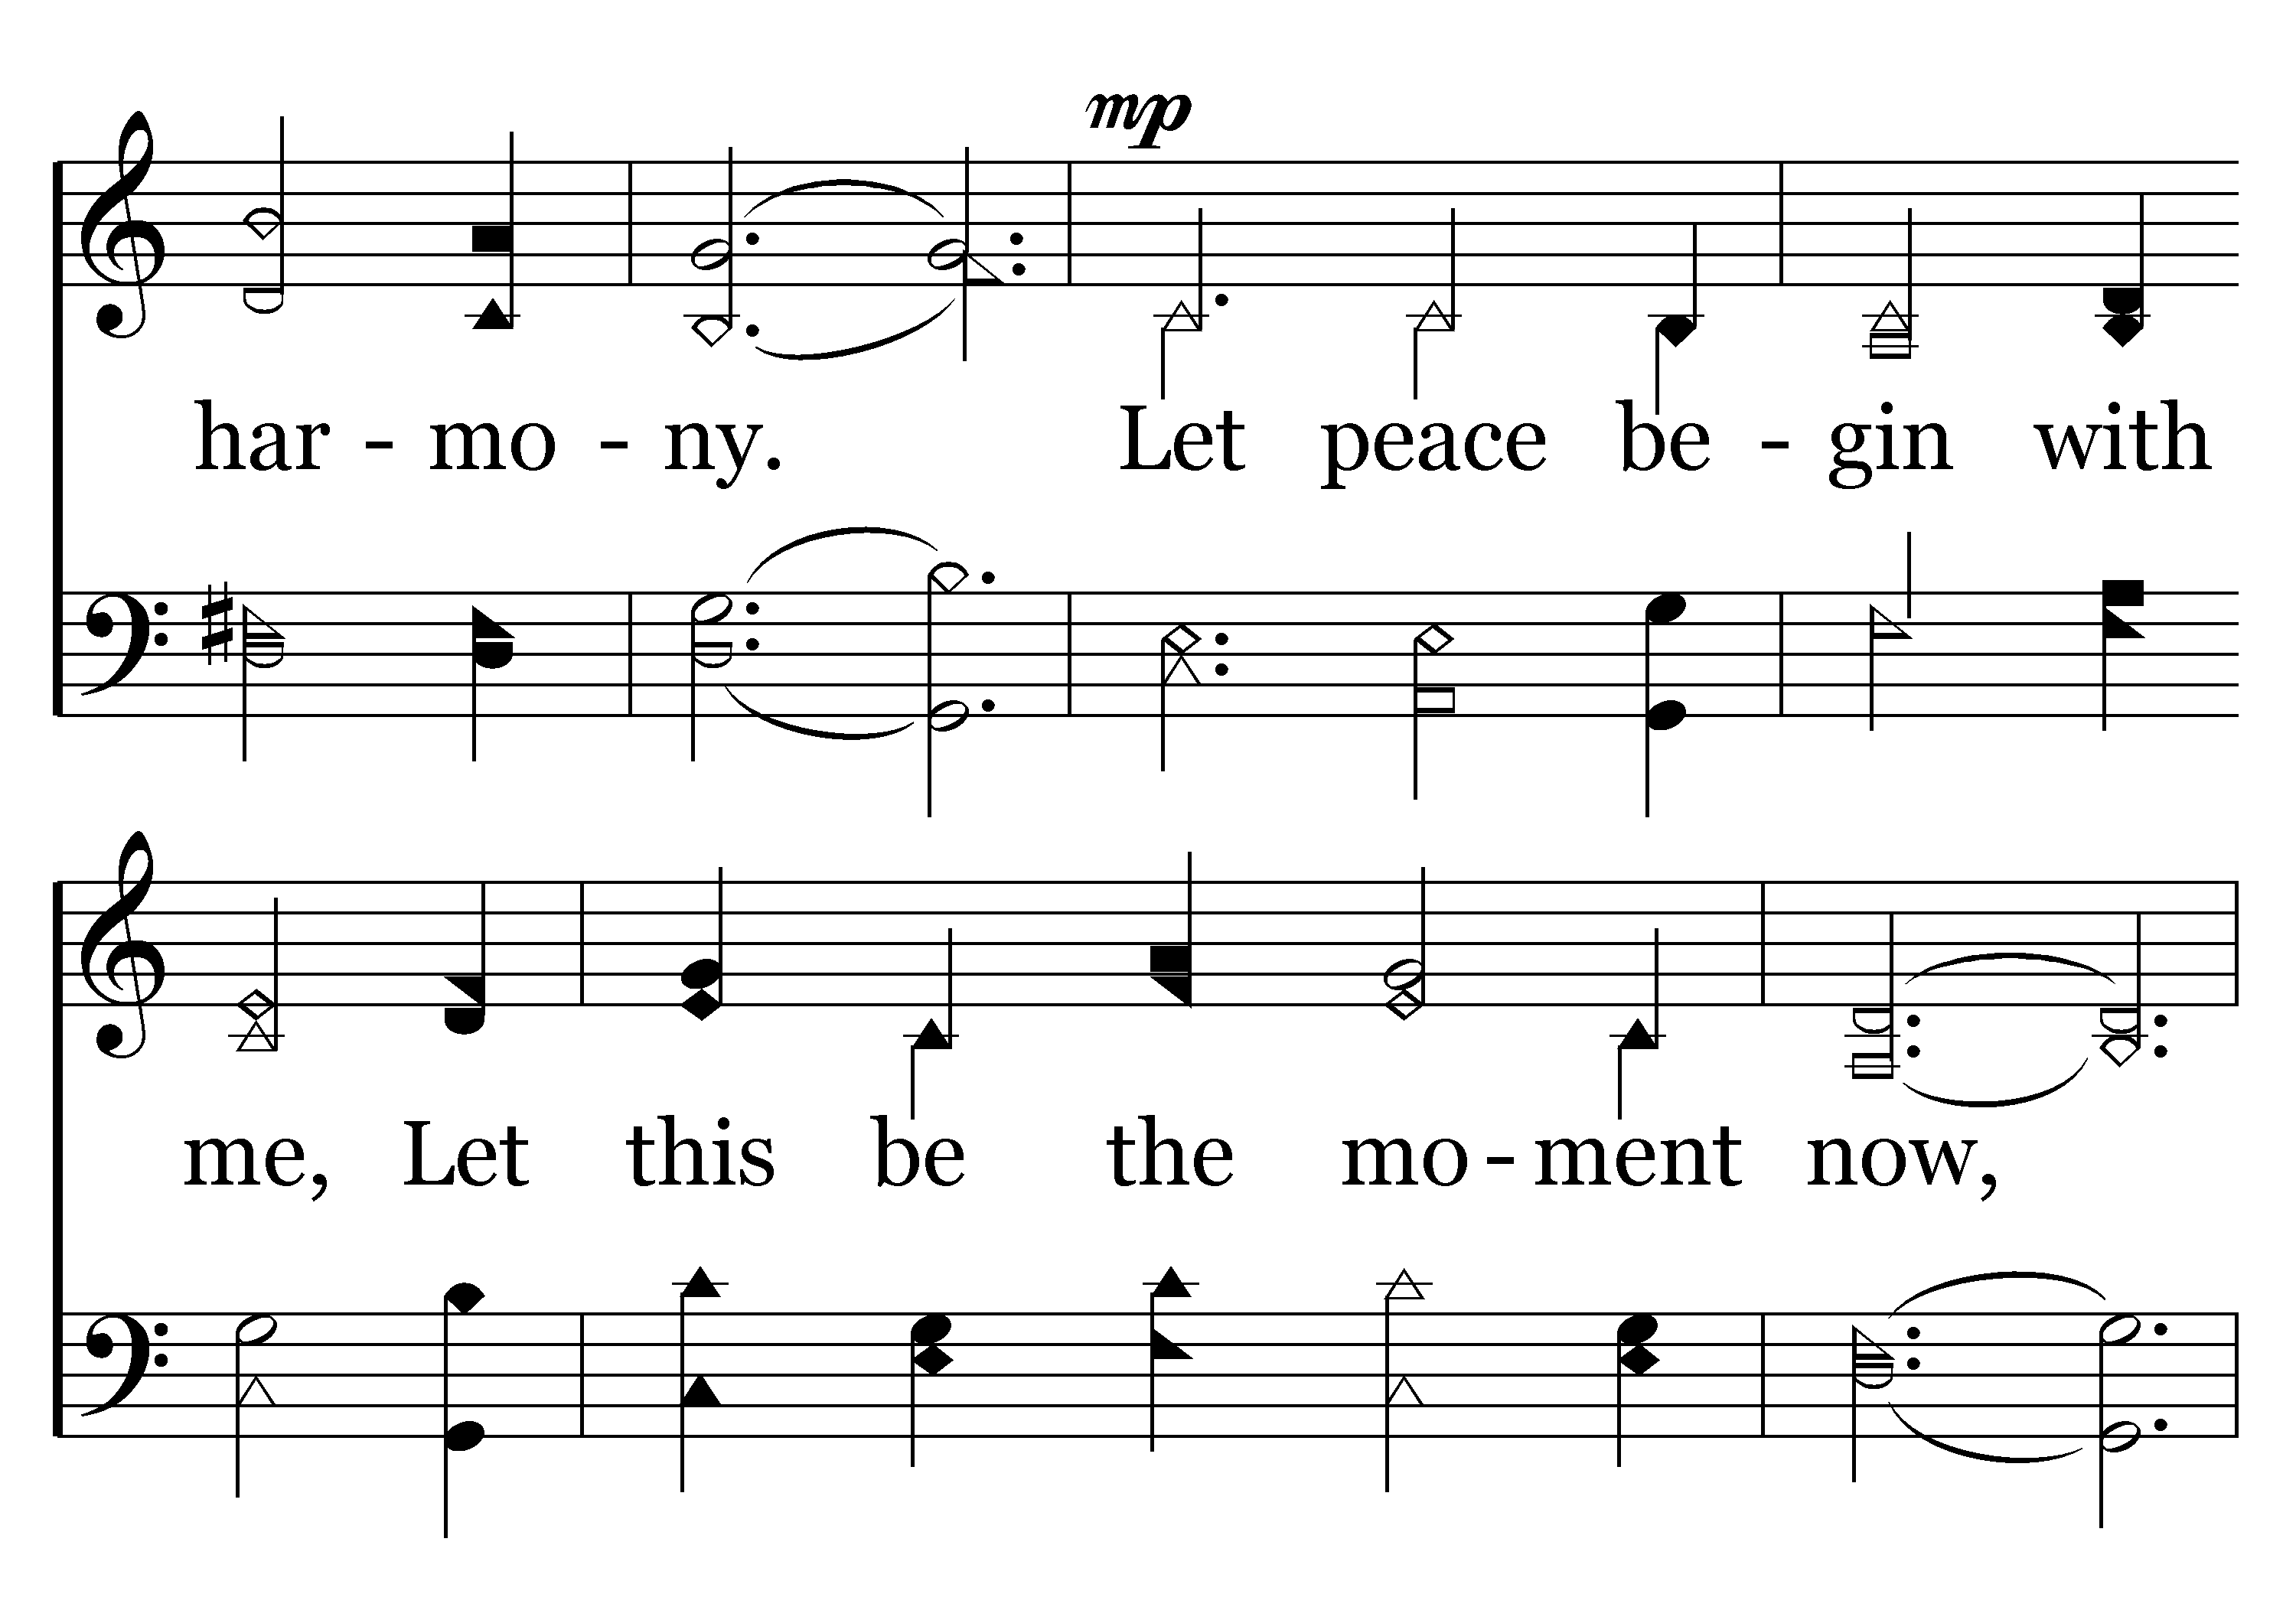 mp
har - mo - ny. Let peace be - gin with
me, Let this be the mo - ment now,